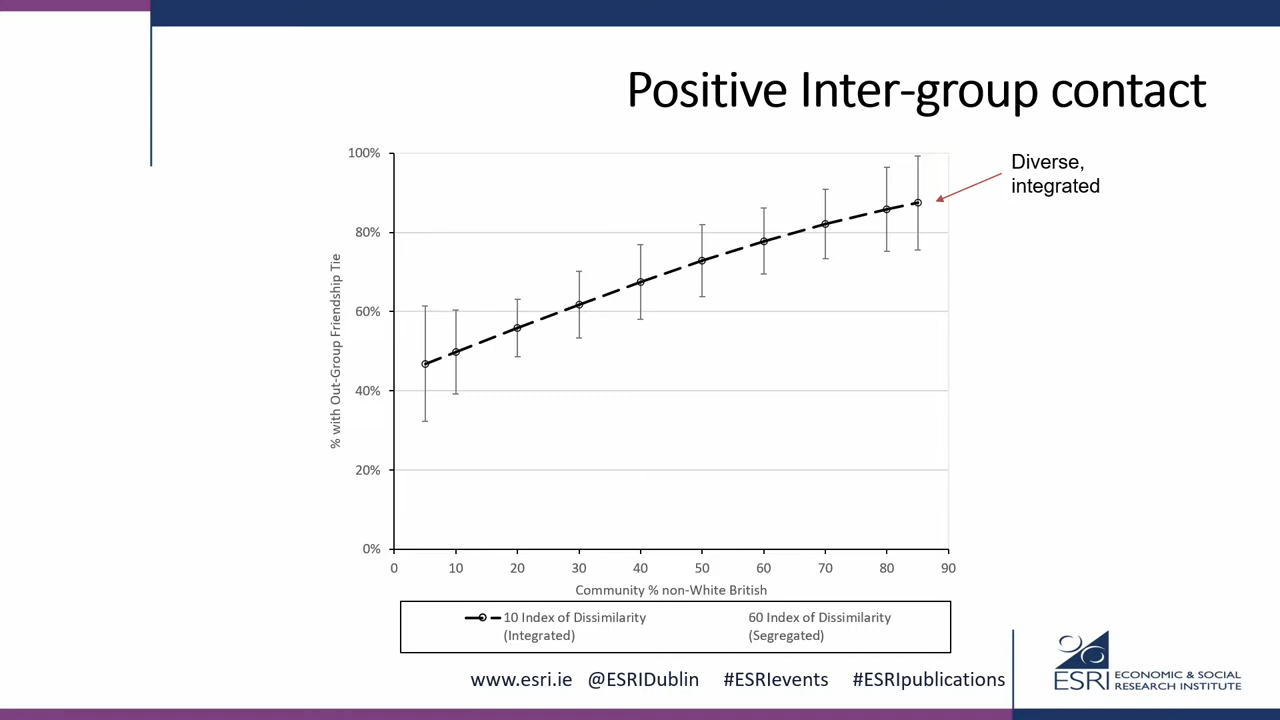 Positive Inter-group contact
Diverse,
integrated
% with Out-Group Friendship Tie
100%
80%
60%
40%
20%
0%
0 10 20 30 40 50 60 70 80 90
Community % non-White British
10 Index of Dissimilarity
(Integrated)
60 Index of Dissimilarity
(Segregated)
www.esri.ie @ESRIDublin #ESRIevents #ESRIpublications
ESRI ECONOMIC & SOCIAL
RESEARCH INSTITUTE